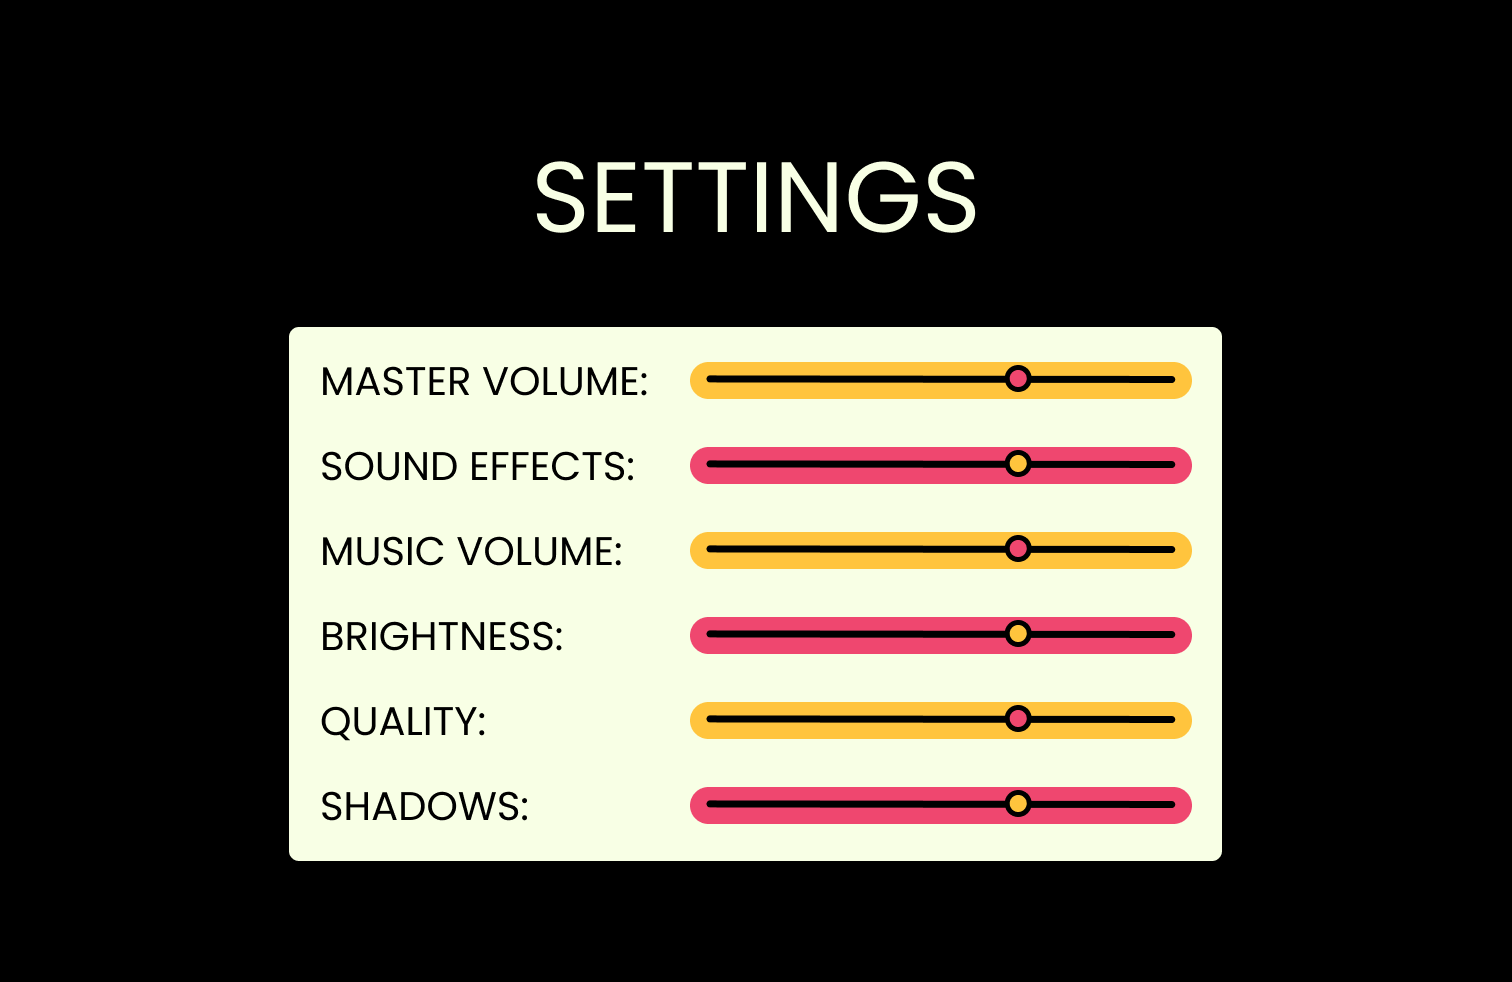 SETTINGS
MASTER VOLUME:
SOUND EFFECTS:
MUSIC VOLUME:
BRIGHTNESS:
QUALITY:
SHADOWS: